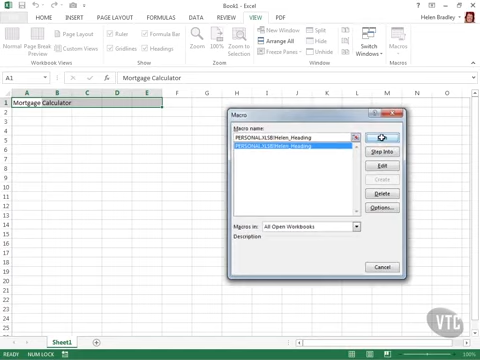 Book1 - Excel
FILE HOME INSERT PAGE LAYOUT FORMULAS DATA REVIEW VIEW PDF Helen Bradley
Normal Page Break Preview Page Layout Custom Views
Workbook Views
Ruler Formula Bar
Gridlines Headings
Show
Zoom 100% Zoom to Selection
Zoom
New Window Split
Arrange All Hide
Freeze Panes
Switch Windows
Window
Macros
Macros
A1 Mortgage Calculator
A B C D E F G H I J K L M N O
1 Mortgage Calculator
2
3
4
5
6
7
8
9
10
11
12
13
14
15
16
17
18
19
20
21
22
23
24
25
Macro
Macro name:
PERSONAL.XLSB!Helen_Heading
PERSONAL.XLSB!Helen_Heading
Step Into
Edit
Create
Delete
Options...
Macros in: All Open Workbooks
Description
Cancel
Sheet1
READY NUM LOCK 100%
VTC